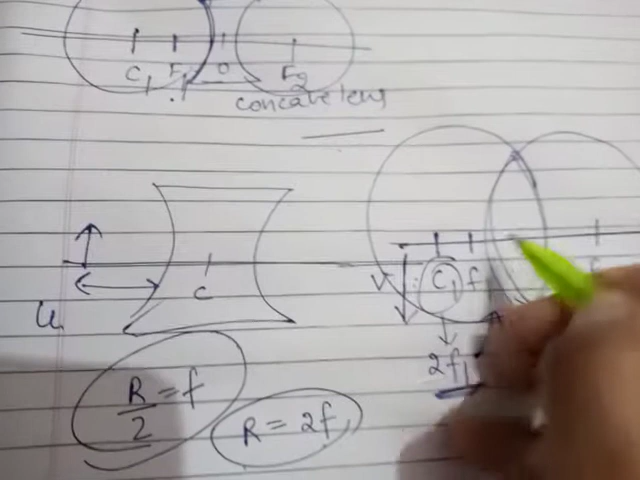 C₁ F₁ O F₂
concave lens
C
C₁ f
u
2f₁
R/2 = f
R = 2f